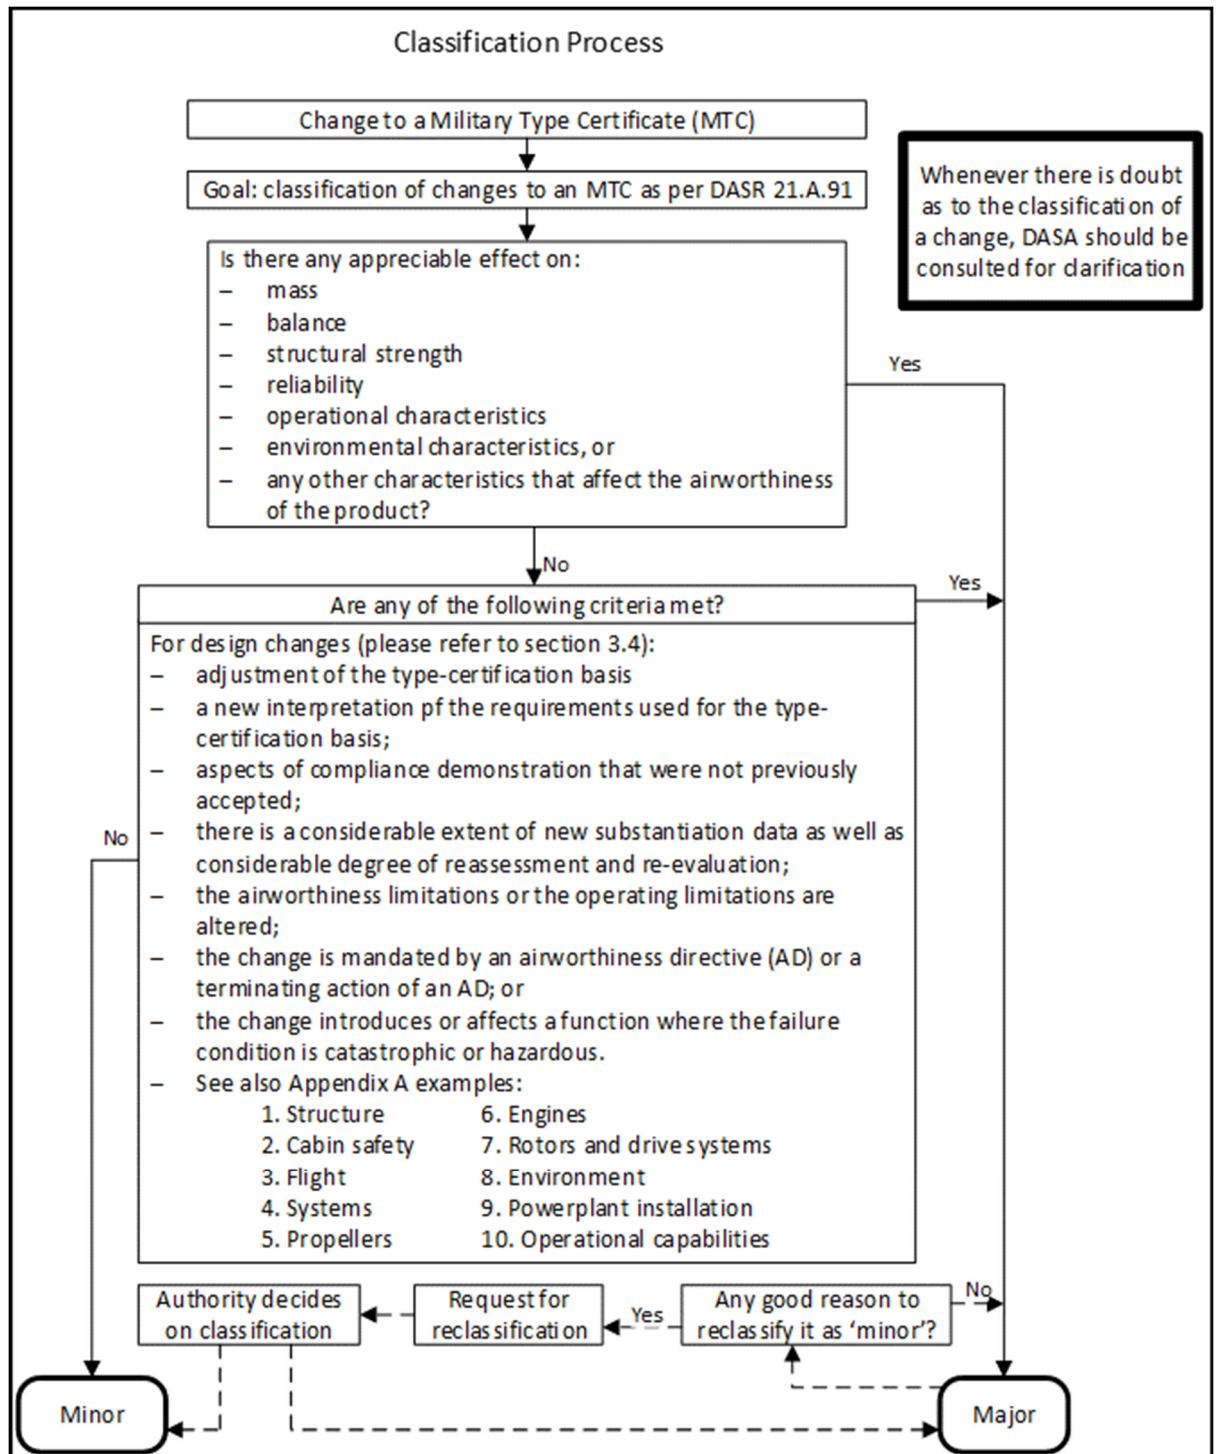 Classification Process
Change to a Military Type Certificate (MTC)
Goal: classification of changes to an MTC as per DASR 21.A.91
Whenever there is doubt
as to the classification of
a change, DASA should be
consulted for clarification
Is there any appreciable effect on:
– mass
– balance
– structural strength
– reliability
– operational characteristics
– environmental characteristics, or
– any other characteristics that affect the airworthiness
of the product?
Yes
No
Are any of the following criteria met?
Yes
For design changes (please refer to section 3.4):
– adjustment of the type-certification basis
– a new interpretation pf the requirements used for the type-
certification basis;
– aspects of compliance demonstration that were not previously
accepted;
– there is a considerable extent of new substantiation data as well as
considerable degree of reassessment and re-evaluation;
– the airworthiness limitations or the operating limitations are
altered;
– the change is mandated by an airworthiness directive (AD) or a
terminating action of an AD; or
– the change introduces or affects a function where the failure
condition is catastrophic or hazardous.
– See also Appendix A examples:
1. Structure
2. Cabin safety
3. Flight
4. Systems
5. Propellers
6. Engines
7. Rotors and drive systems
8. Environment
9. Powerplant installation
10. Operational capabilities
No
Authority decides
on classification
Request for
reclassification
Yes
Any good reason to
reclassify it as ‘minor’?
No
Minor
Major